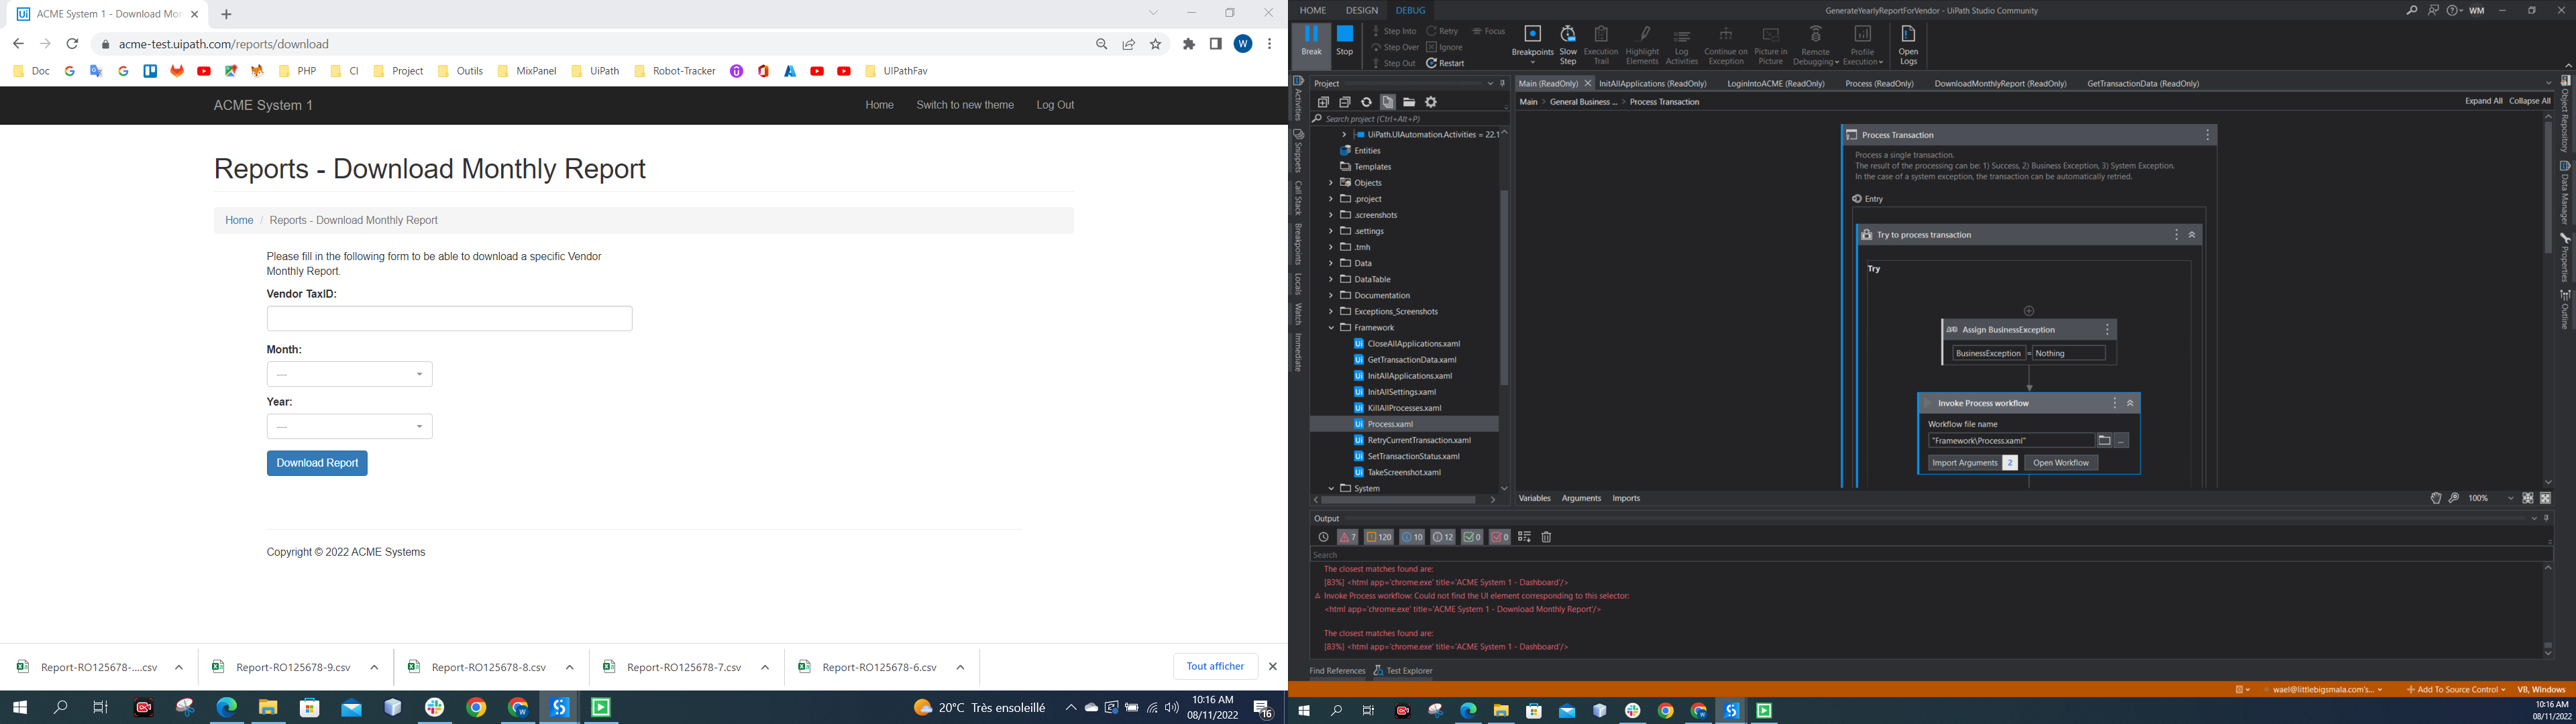 ACME System 1 - Download Mon
acme-test.uipath.com/reports/download
W
Doc
PHP
CI
Project
Outils
MixPanel
UiPath
Robot-Tracker
UIPathFav
ACME System 1
Home
Switch to new theme
Log Out
Reports - Download Monthly Report
Home / Reports - Download Monthly Report
Please fill in the following form to be able to download a specific Vendor
Monthly Report.
Vendor TaxID:
Month:
---
Year:
---
Download Report
Copyright © 2022 ACME Systems
Report-RO125678-....csv
Report-RO125678-9.csv
Report-RO125678-8.csv
Report-RO125678-7.csv
Report-RO125678-6.csv
Tout afficher
20°C Très ensoleillé
10:16 AM
08/11/2022
16
HOME
DESIGN
DEBUG
GenerateYearlyReportForVendor - UiPath Studio Community
WM
Break
Stop
Step Into
Step Over
Step Out
Retry
Ignore
Restart
Focus
Breakpoints
Slow
Step
Execution
Trail
Highlight
Elements
Log
Activities
Continue on
Exception
Picture in
Picture
Remote
Debugging
Profile
Execution
Open
Logs
Activities
Snippets
Call Stack
Breakpoints
Locals
Watch
Immediate
Project
Search project (Ctrl+Alt+P)
UiPath.UIAutomation.Activities = 22.1
Entities
Templates
Objects
.project
.screenshots
.settings
.tmh
Data
DataTable
Documentation
Exceptions_Screenshots
Framework
CloseAllApplications.xaml
GetTransactionData.xaml
InitAllApplications.xaml
InitAllSettings.xaml
KillAllProcesses.xaml
Process.xaml
RetryCurrentTransaction.xaml
SetTransactionStatus.xaml
TakeScreenshot.xaml
System
Main (ReadOnly)
InitAllApplications (ReadOnly)
LoginIntoACME (ReadOnly)
Process (ReadOnly)
DownloadMonthlyReport (ReadOnly)
GetTransactionData (ReadOnly)
Main > General Business ... > Process Transaction
Expand All
Collapse All
Process Transaction
Process a single transaction.
The result of the processing can be: 1) Success, 2) Business Exception, 3) System Exception.
In the case of a system exception, the transaction can be automatically retried.
Entry
Try to process transaction
Try
Assign BusinessException
BusinessException = Nothing
Invoke Process workflow
Workflow file name
"Framework\Process.xaml"
...
Import Arguments 2
Open Workflow
Object Repository
Data Manager
Properties
Outline
Variables
Arguments
Imports
100%
Output
7
120
10
12
0
0
Search
The closest matches found are:
[83%] <html app='chrome.exe' title='ACME System 1 - Dashboard'/>
Invoke Process workflow: Could not find the UI element corresponding to this selector:
<html app='chrome.exe' title='ACME System 1 - Download Monthly Report'/>
The closest matches found are:
[83%] <html app='chrome.exe' title='ACME System 1 - Dashboard'/>
Find References
Test Explorer
wael@littlebigsmala.com's...
Add To Source Control
VB, Windows
10:16 AM
08/11/2022